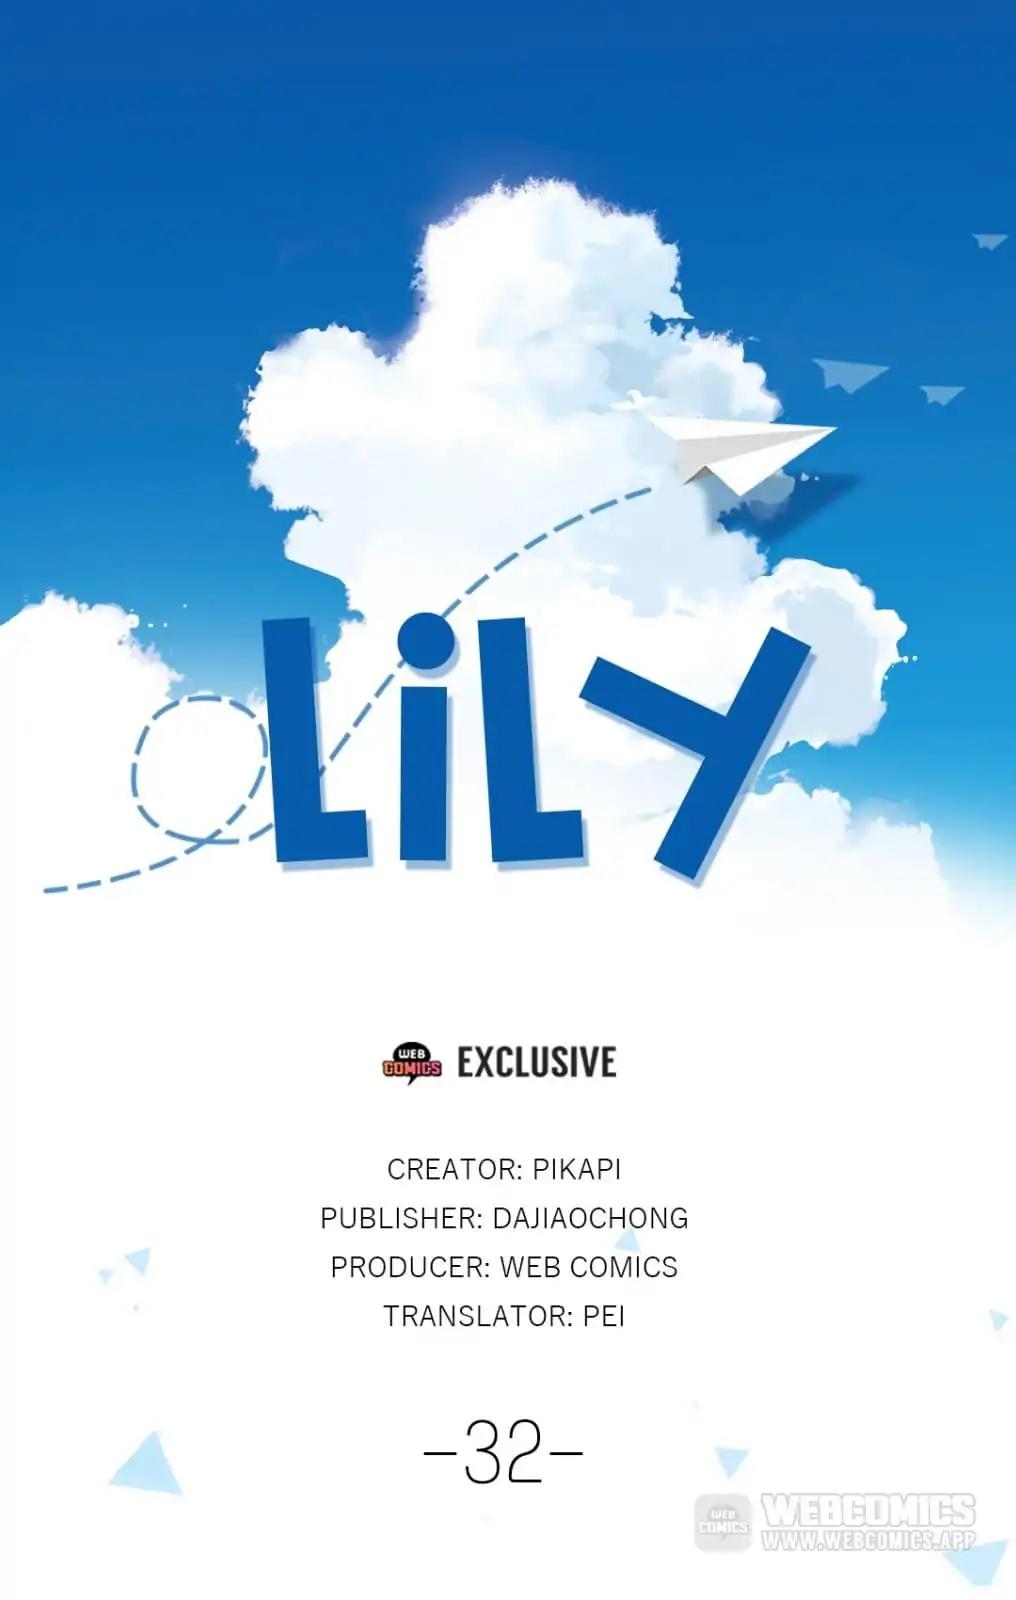 LiLY
WEB COMICS EXCLUSIVE
CREATOR: PIKAPI
PUBLISHER: DAJIAOCHONG
PRODUCER: WEB COMICS
TRANSLATOR: PEI
-32-
WEB COMICS WEBCOMICS
WWW.WEBCOMICS.APP